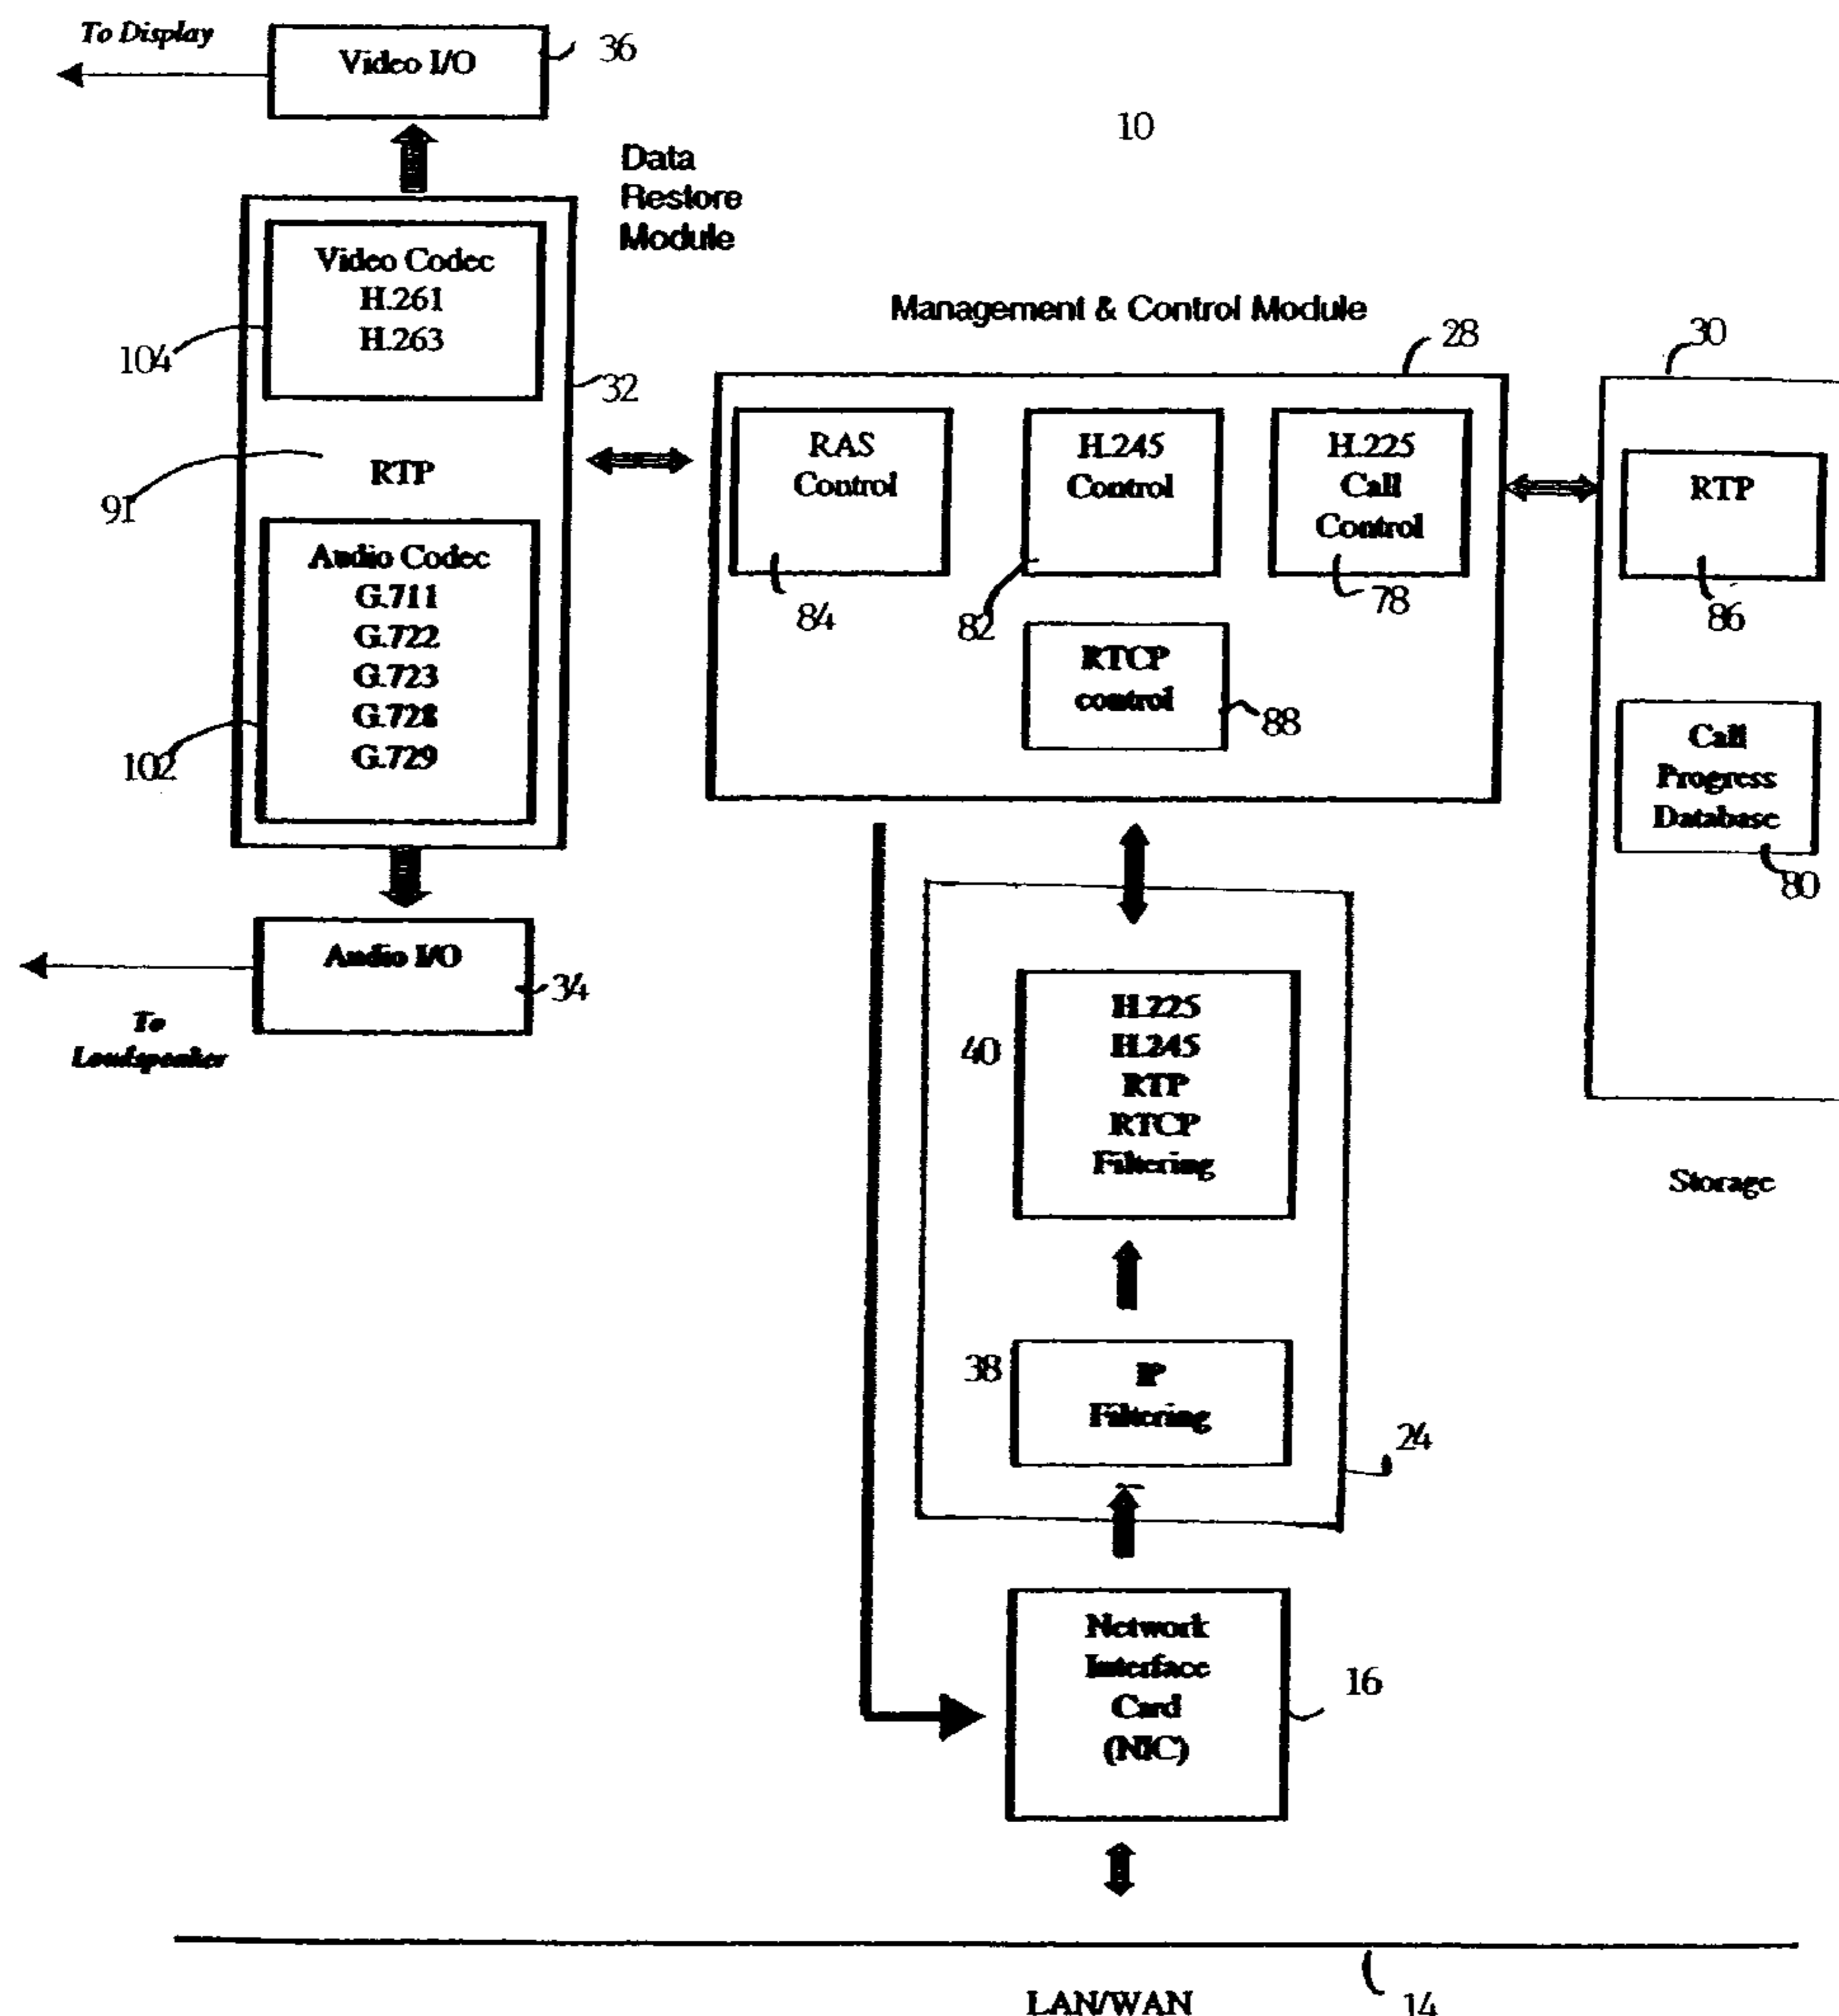 To Display
Video I/O
36
10
Data
Restore
Module
Video Codec
H.261
H.263
104
32
91
RTP
Audio Codec
G.711
G.722
G.723
G.728
G.729
102
Audio I/O
34
To
Loudspeaker
Management & Control Module
28
RAS
Control
84
H.245
Control
82
H.225
Call
Control
78
RTCP
control
88
30
RTP
86
Call
Progress
Database
80
Storage
40
H.225
H.245
RTP
RTCP
Filtering
38
IP
Filtering
24
Network
Interface
Card
(NIC)
16
LAN/WAN
14